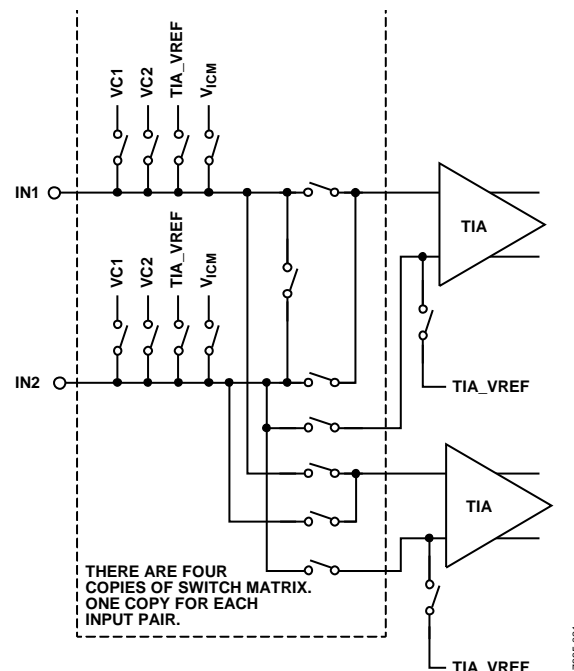 VC1
VC2
TIA_VREF
VICM
IN1
TIA
VC1
VC2
TIA_VREF
VICM
IN2
TIA_VREF
TIA
THERE ARE FOUR
COPIES OF SWITCH MATRIX.
ONE COPY FOR EACH
INPUT PAIR.
TIA_VREF